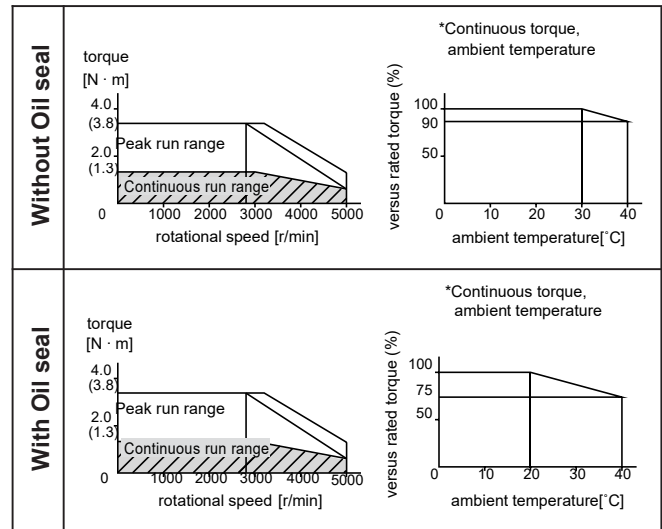 Without Oil seal
torque
[N · m]
4.0
(3.8)
2.0
(1.3)
Peak run range
Continuous run range
0 1000 2000 3000 4000 5000
rotational speed [r/min]
*Continuous torque,
ambient temperature
versus rated torque (%)
100
90
50
0 10 20 30 40
ambient temperature[˚C]
With Oil seal
torque
[N · m]
4.0
(3.8)
2.0
(1.3)
Peak run range
Continuous run range
0 1000 2000 3000 4000 5000
rotational speed [r/min]
*Continuous torque,
ambient temperature
versus rated torque (%)
100
75
50
0 10 20 30 40
ambient temperature[˚C]